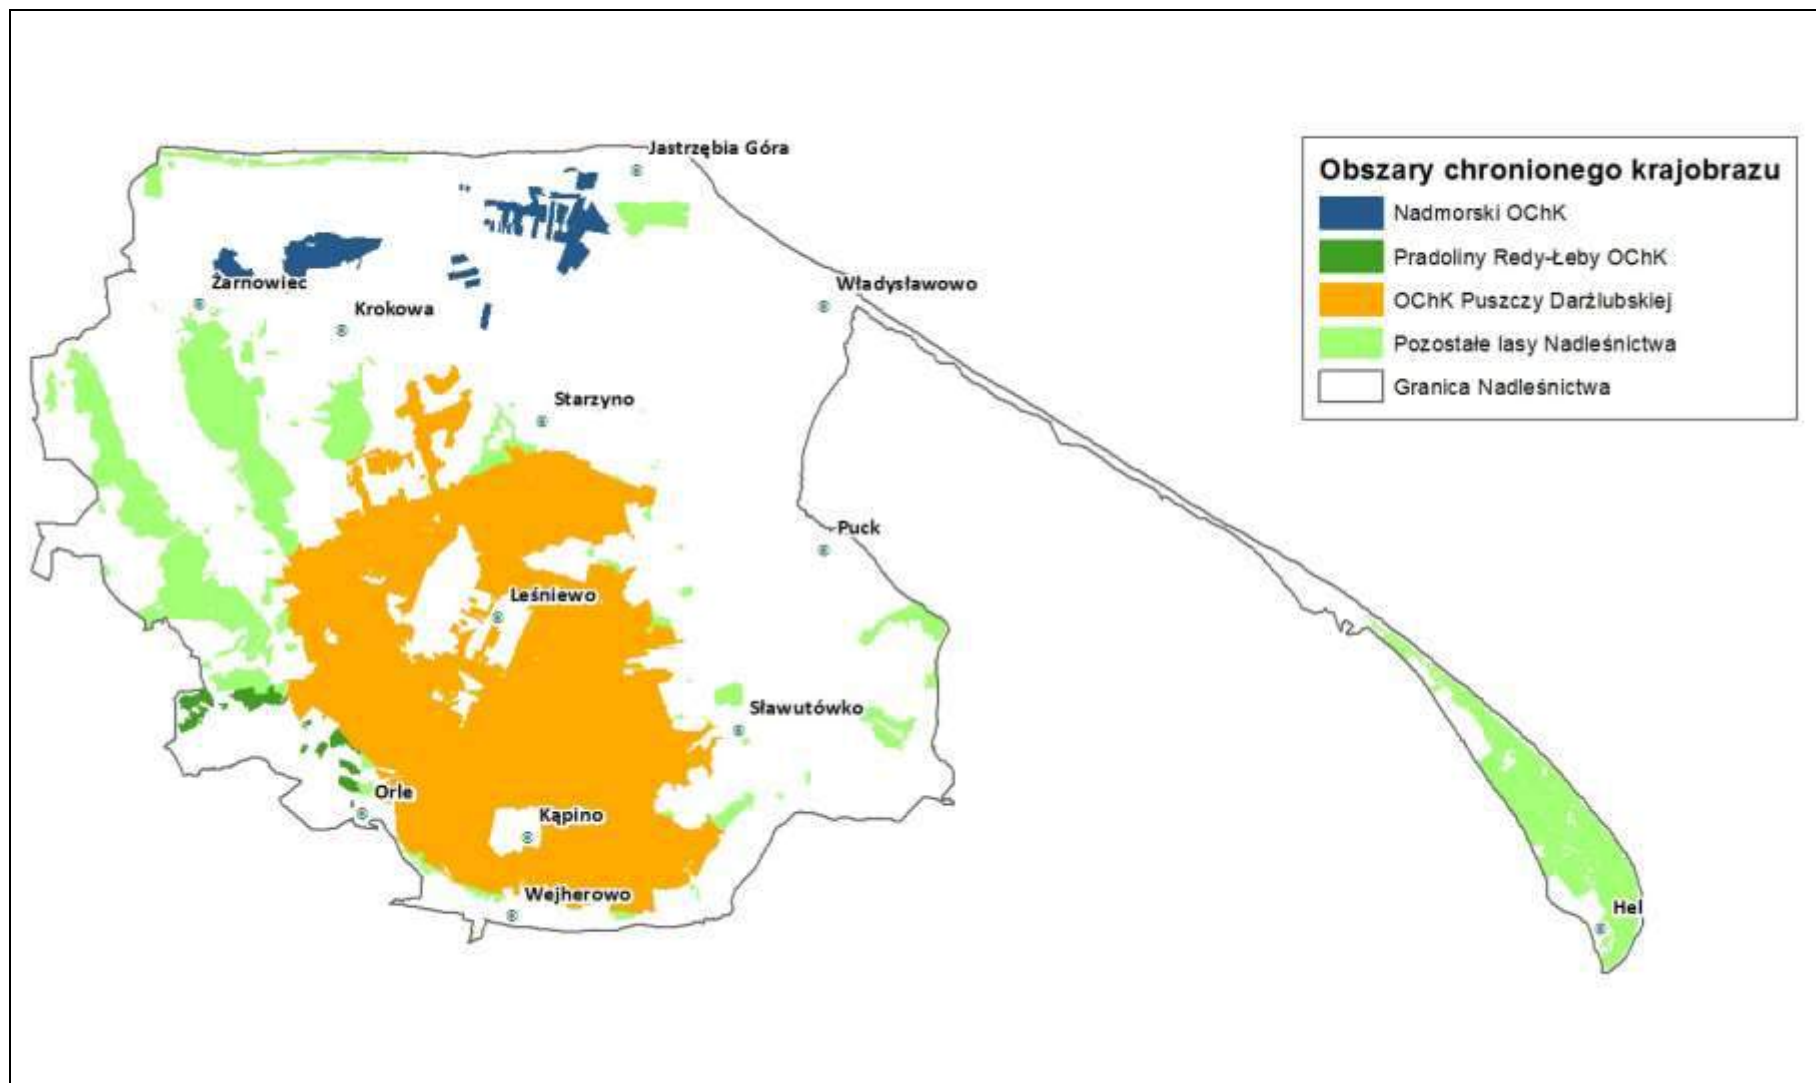 Jastrzębia Góra
Obszary chronionego krajobrazu
Nadmorski OChK
Pradoliny Redy-Łeby OChK
OChK Puszczy Darżlubskiej
Pozostałe lasy Nadleśnictwa
Granica Nadleśnictwa
Żarnowiec
Krokowa
Władysławowo
Starzyno
Puck
Leśniewo
Sławutówko
Orle
Kąpino
Wejherowo
Hel